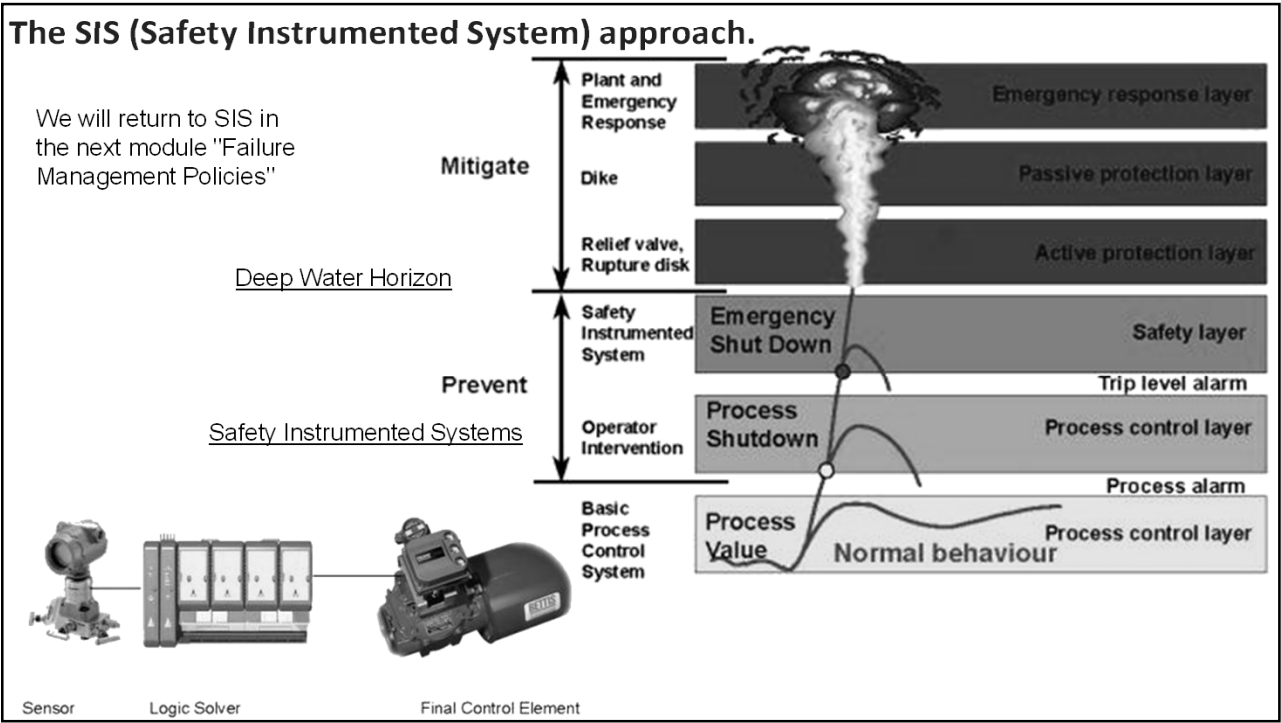 The SIS (Safety Instrumented System) approach.
We will return to SIS in
the next module "Failure
Management Policies"
Deep Water Horizon
Safety Instrumented Systems
Mitigate
Prevent
Plant and
Emergency
Response
Dike
Relief valve,
Rupture disk
Safety
Instrumented
System
Operator
Intervention
Basic
Process
Control
System
Emergency response layer
Passive protection layer
Active protection layer
Emergency
Shut Down
Safety layer
Trip level alarm
Process
Shutdown
Process control layer
Process alarm
Process
Value
Normal behaviour
Process control layer
BETTIS
Sensor
Logic Solver
Final Control Element